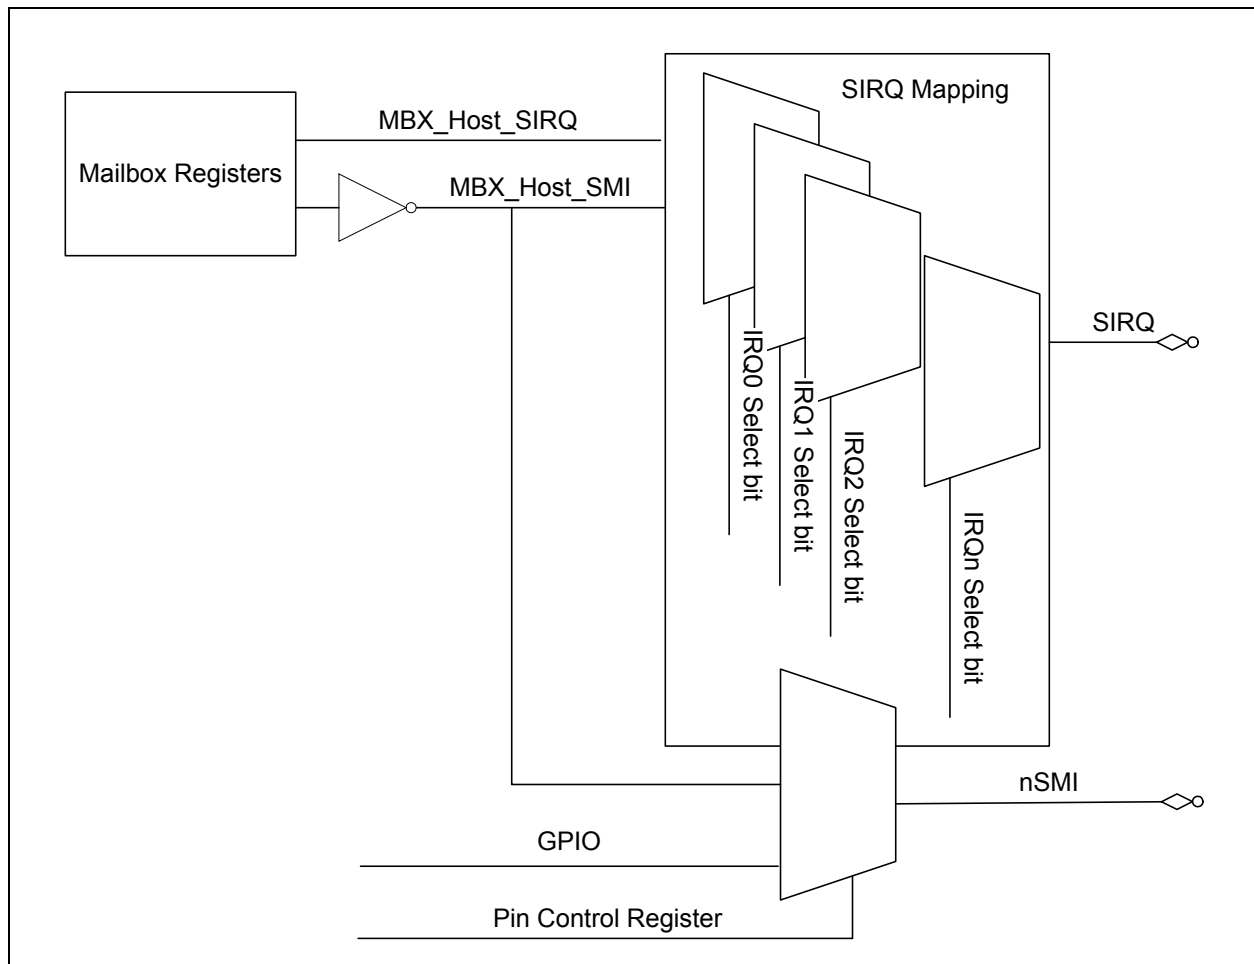 SIRQ Mapping
MBX_Host_SIRQ
Mailbox Registers
MBX_Host_SMI
SIRQ
IRQ0 Select bit
IRQ1 Select bit
IRQ2 Select bit
IRQn Select bit
nSMI
GPIO
Pin Control Register